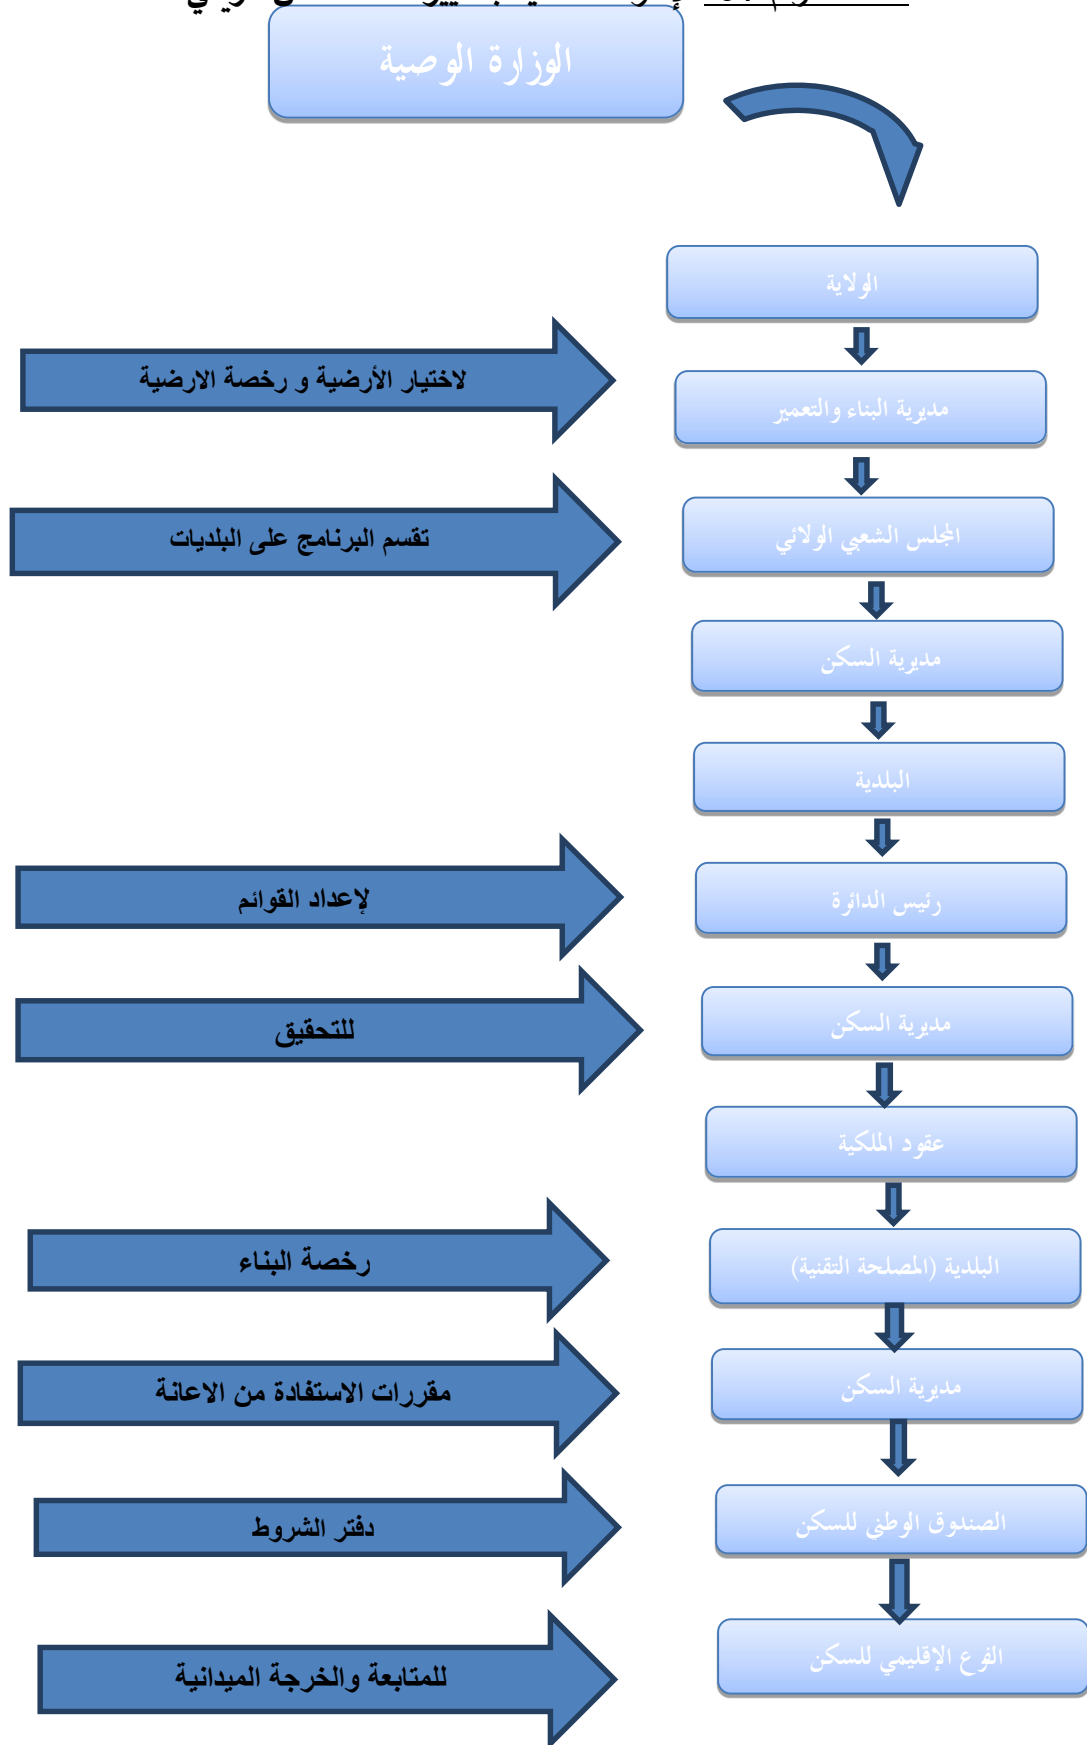 الوزارة الوصية
الولاية
لاختيار الأرضية و رخصة الارضية
مديرية البناء والتعمير
تقسم البرنامج على البلديات
المجلس الشعبي الولائي
مديرية السكن
البلدية
لإعداد القوائم
رئيس الدائرة
للتحقيق
مديرية السكن
عقود الملكية
رخصة البناء
البلدية (المصلحة التقنية)
مقررات الاستفادة من الاعانة
مديرية السكن
دفتر الشروط
الصندوق الوطني للسكن
للمتابعة والخرجة الميدانية
الفرع الإقليمي للسكن